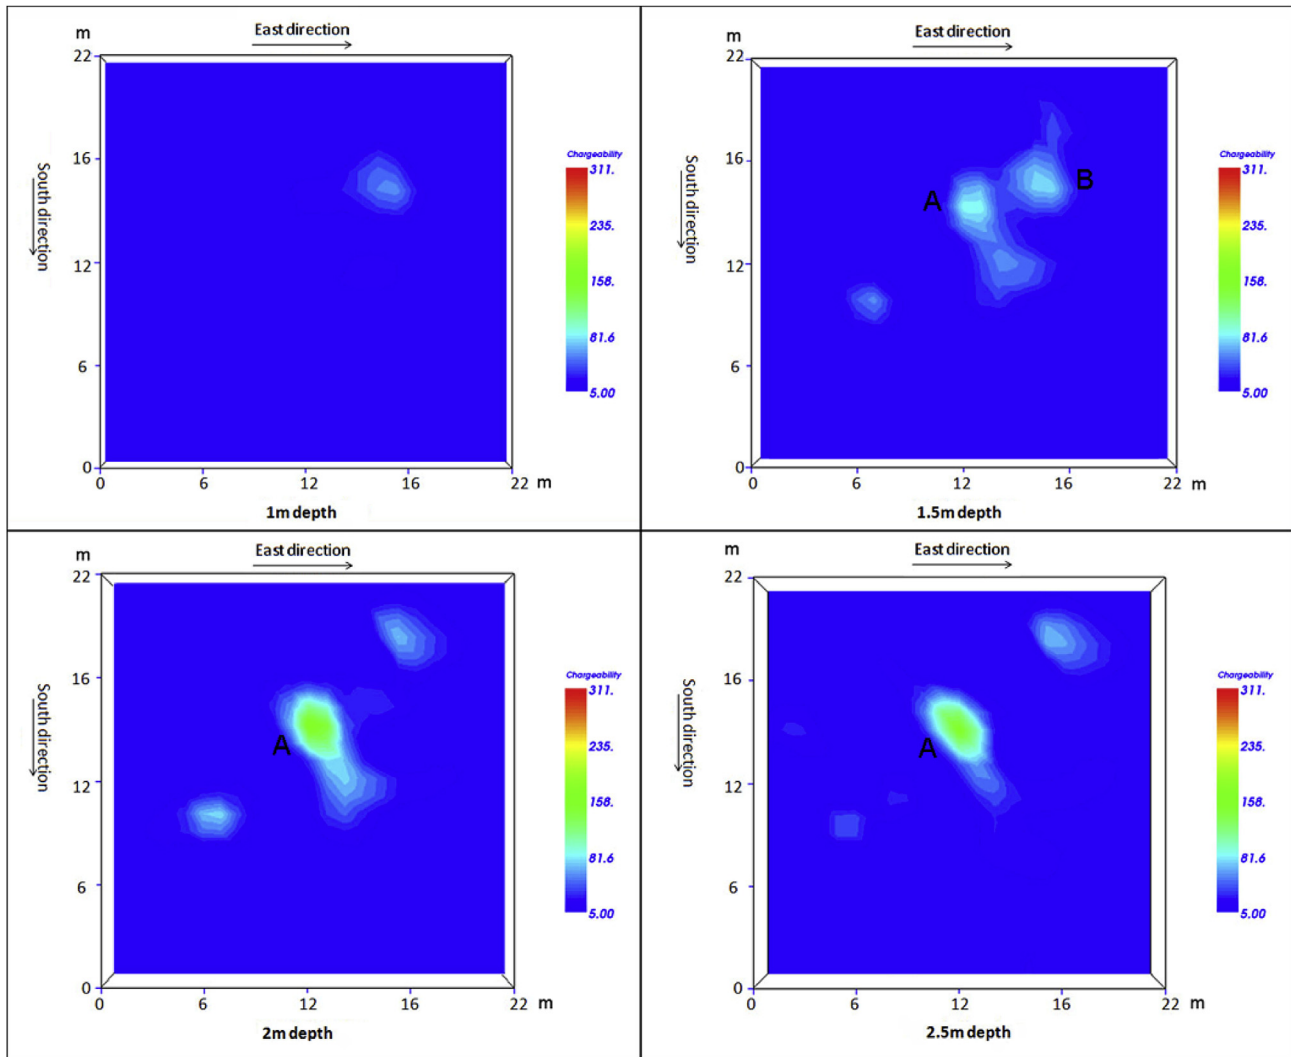 East direction
m
22
16
12
6
0
South direction
Chargeability
311.
235.
158.
81.6
5.00
0 6 12 16 22 m
1m depth
East direction
m
22
16
12
6
0
South direction
A
B
Chargeability
311.
235.
158.
81.6
5.00
0 6 12 16 22 m
1.5m depth
East direction
m
22
16
12
6
0
South direction
A
Chargeability
311.
235.
158.
81.6
5.00
0 6 12 16 22 m
2m depth
East direction
m
22
16
12
6
0
South direction
A
Chargeability
311.
235.
158.
81.6
5.00
0 6 12 16 22 m
2.5m depth